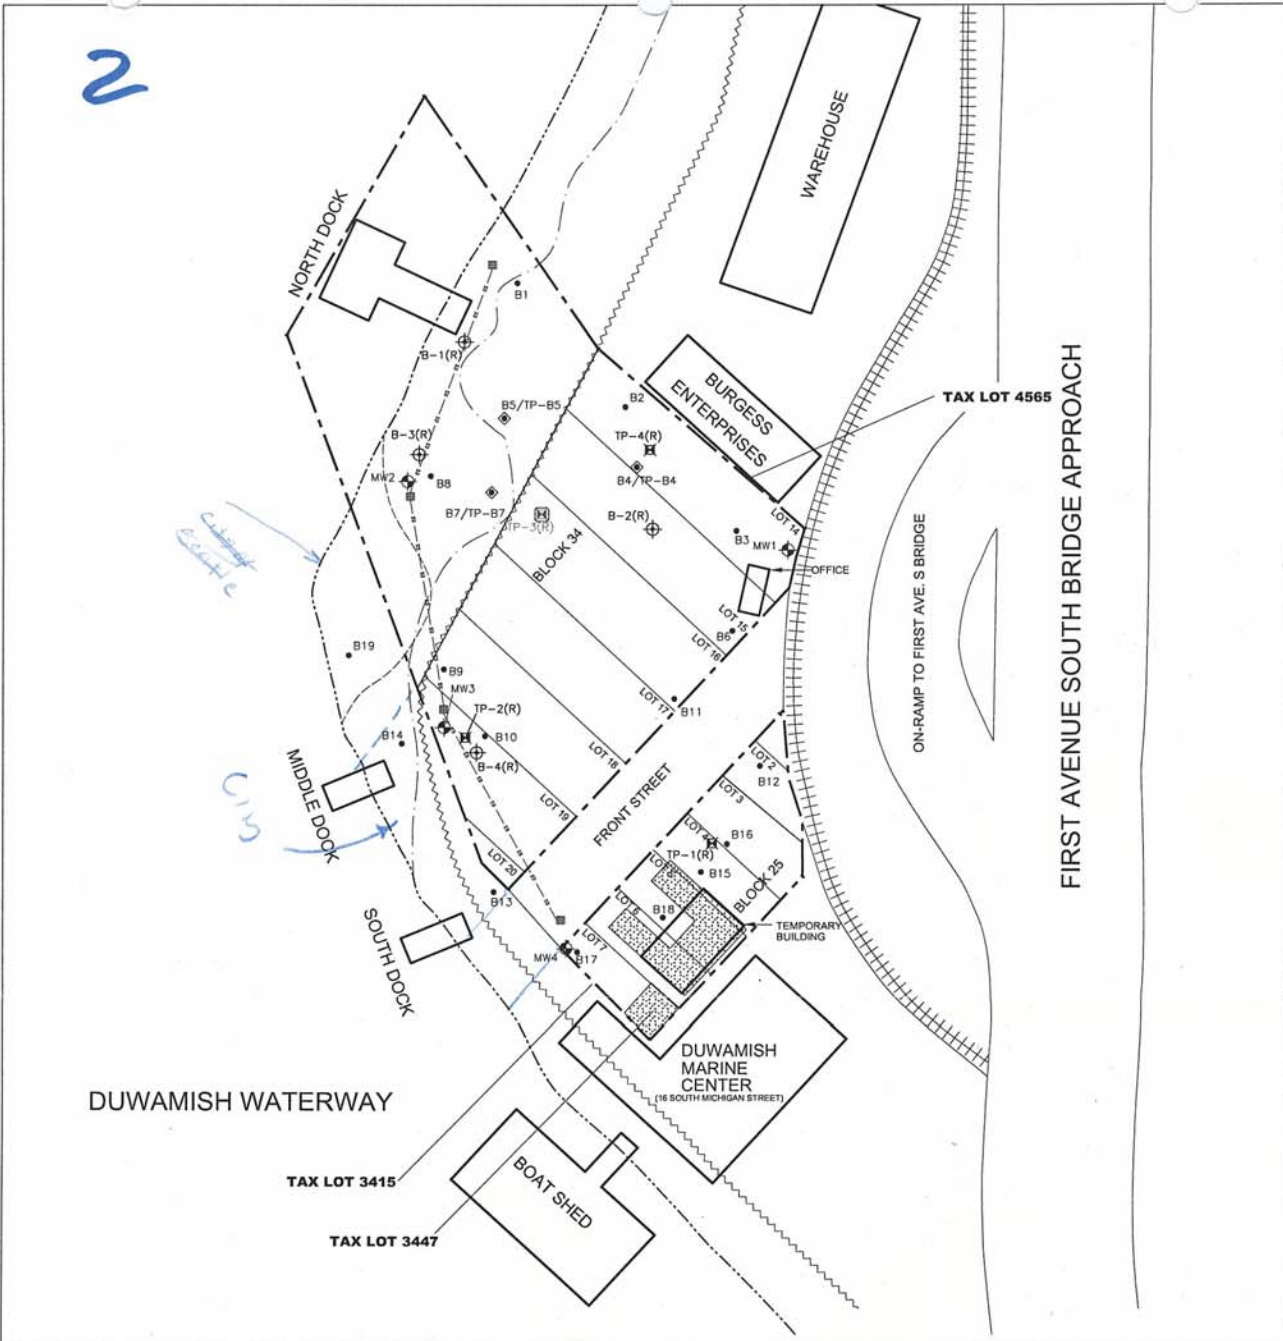 2
WAREHOUSE
NORTH DOCK
B1
B-1(R)
BURGESS
ENTERPRISES
TAX LOT 4565
FIRST AVENUE SOUTH BRIDGE APPROACH
B5/TP-B5
B2
TP-4(R)
B-3(R)
MW2
B8
B4/TP-B4
B7/TP-B7
TP-3(R)
B-2(R)
LOT 14
B3
MW1
BLOCK 34
OFFICE
ON-RAMP TO FIRST AVE. S BRIDGE
LOT 15
B6
LOT 16
B19
B9
MW3
LOT 17
B11
TP-2(R)
B14
B10
B-4(R)
LOT 18
LOT 2
B12
MIDDLE DOCK
City
LOT 19
FRONT STREET
LOT 3
LOT 4
B16
TP-1(R)
LOT 20
LOT 5
B15
BLOCK 25
B13
LOT 6
B18
SOUTH DOCK
TEMPORARY
BUILDING
LOT 7
MW4
B17
DUWAMISH
MARINE
CENTER
(16 SOUTH MICHIGAN STREET)
DUWAMISH WATERWAY
BOAT SHED
TAX LOT 3415
TAX LOT 3447